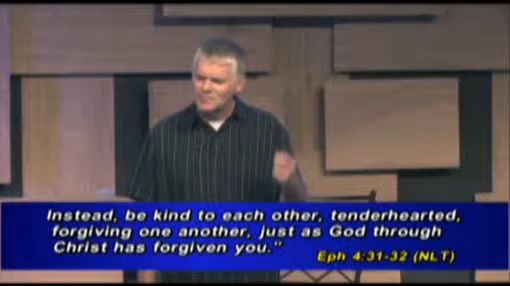 Instead, be kind to each other, tenderhearted,
forgiving one another, just as God through
Christ has forgiven you."
Eph 4:31-32 (NLT)